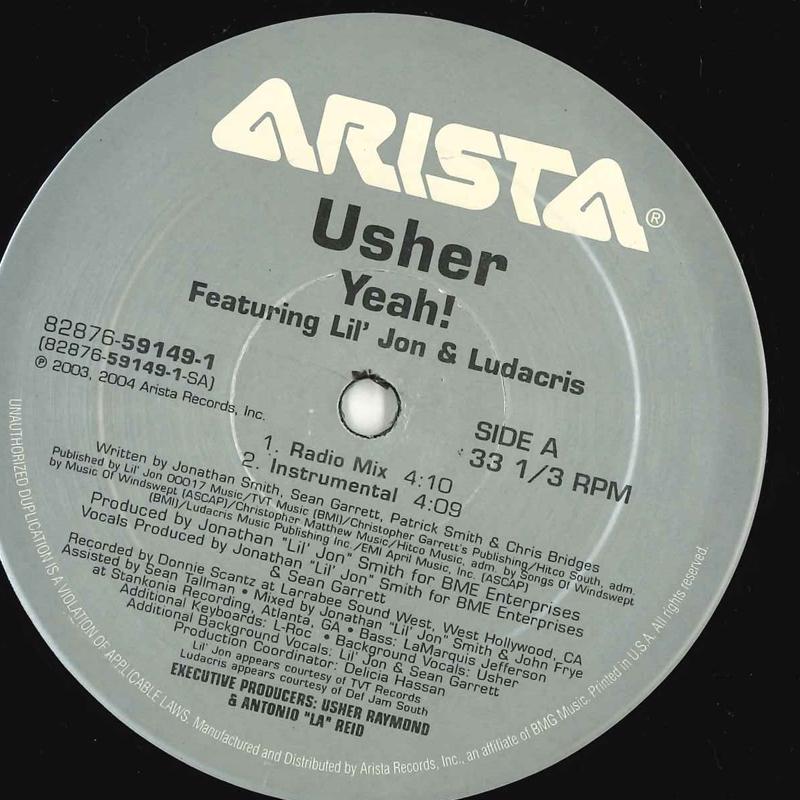 ARISTA®
Usher
Yeah!
Featuring Lil' Jon & Ludacris
82876-59149-1
(82876-59149-1-SA)
℗ 2003, 2004 Arista Records, Inc.
SIDE A
33 1/3 RPM
1. Radio Mix 4:10
2. Instrumental 4:09
Written by Jonathan Smith, Sean Garrett, Patrick Smith & Chris Bridges
Published by Lil' Jon 00017 Music/TVT Music (BMI)/Christopher Garrett's Publishing/Hitco South, adm.
by Music Of Windswept (ASCAP)/Christopher Matthew Music/Hitco Music, adm. by Songs Of Windswept
(BMI)/Ludacris Music Publishing Inc./EMI April Music, Inc. (ASCAP)
Produced by Jonathan "Lil' Jon" Smith for BME Enterprises
Vocals Produced by Jonathan "Lil' Jon" Smith for BME Enterprises
& Sean Garrett
Recorded by Donnie Scantz at Larrabee Sound West, West Hollywood, CA
Assisted by Sean Tallman • Mixed by Jonathan "Lil' Jon" Smith & John Frye
at Stankonia Recording, Atlanta, GA • Bass: LaMarquis Jefferson
Additional Keyboards: L-Roc • Background Vocals: Usher
Additional Background Vocals: Lil' Jon & Sean Garrett
Production Coordinator: Delicia Hassan
Lil' Jon appears courtesy of TVT Records
Ludacris appears courtesy of Def Jam South
EXECUTIVE PRODUCERS: USHER RAYMOND
& ANTONIO "LA" REID
UNAUTHORIZED DUPLICATION IS A VIOLATION OF APPLICABLE LAWS. Manufactured and Distributed by Arista Records, Inc., an affiliate of BMG Music. Printed in U.S.A. All rights reserved.